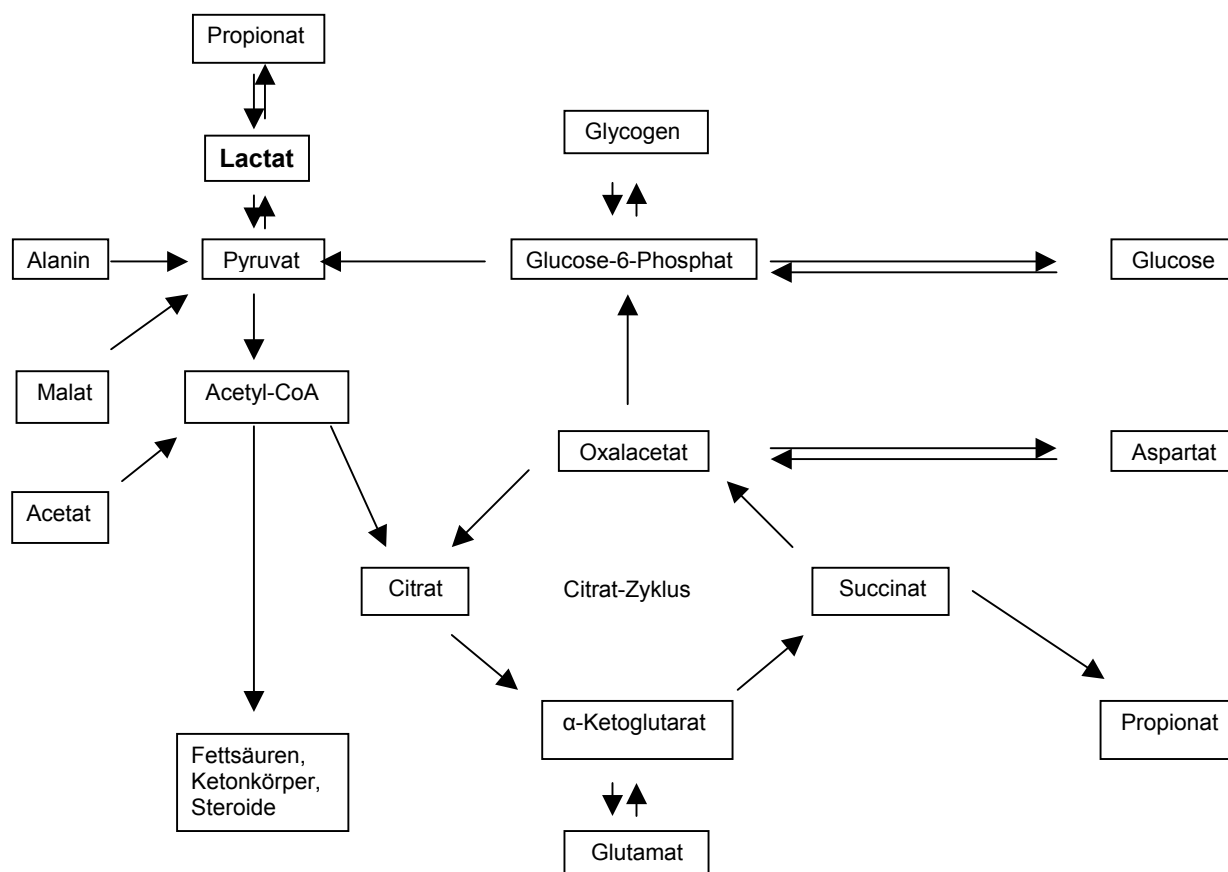 Propionat
Glycogen
Lactat
Alanin
Pyruvat
Glucose-6-Phosphat
Glucose
Malat
Acetyl-CoA
Oxalacetat
Aspartat
Acetat
Citrat
Citrat-Zyklus
Succinat
α-Ketoglutarat
Propionat
Fettsäuren,
Ketonkörper,
Steroide
Glutamat